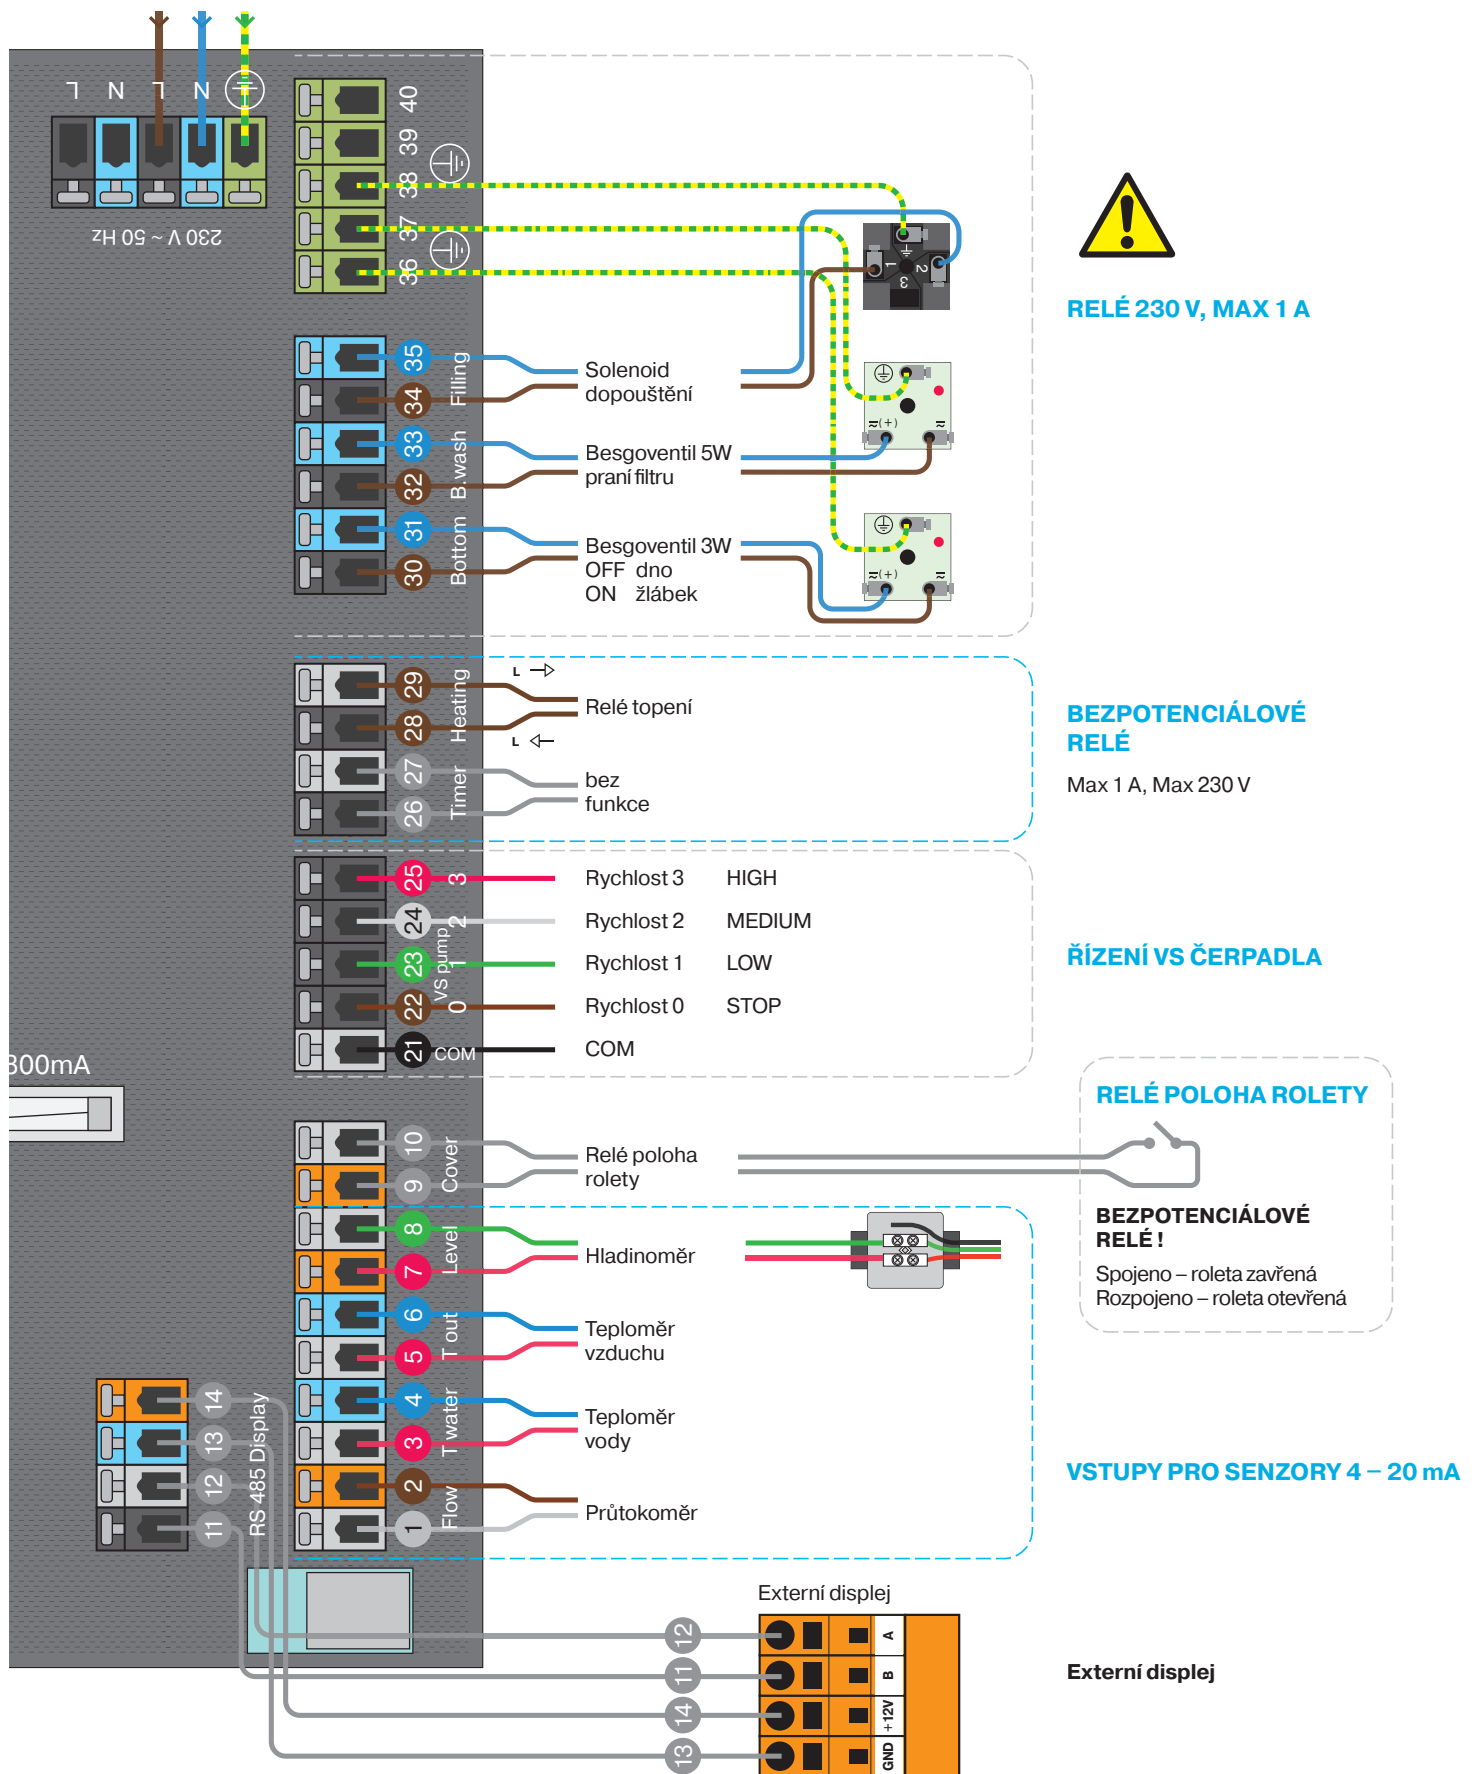 L N L N
230 V ~ 50 Hz
40
39
38
37
36
1 2 3
RELÉ 230 V, MAX 1 A
35
34
Filling
Solenoid
dopouštění
33
32
B.wash
Besgoventil 5W
praní filtru
≂(+) ≂
31
30
Bottom
Besgoventil 3W
OFF dno
ON žlábek
≂(+) ≂
29
28
Heating
L
L
Relé topení
27
26
Timer
bez
funkce
BEZPOTENCIÁLOVÉ
RELÉ
Max 1 A, Max 230 V
25 3 Rychlost 3 HIGH
24 2 Rychlost 2 MEDIUM
23 1 Rychlost 1 LOW
22 0 Rychlost 0 STOP
VS pump
21 COM COM
ŘÍZENÍ VS ČERPADLA
300mA
10
9
Cover
Relé poloha
rolety
RELÉ POLOHA ROLETY
BEZPOTENCIÁLOVÉ
RELÉ !
Spojeno – roleta zavřená
Rozpojeno – roleta otevřená
8
7
Level
Hladinoměr
6
5
T out
Teploměr
vzduchu
4
3
T water
Teploměr
vody
2
1
Flow
Průtokoměr
VSTUPY PRO SENZORY 4 – 20 mA
14
13
12
11
RS 485 Display
Externí displej
12 A
11 B
14 +12V
13 GND
Externí displej